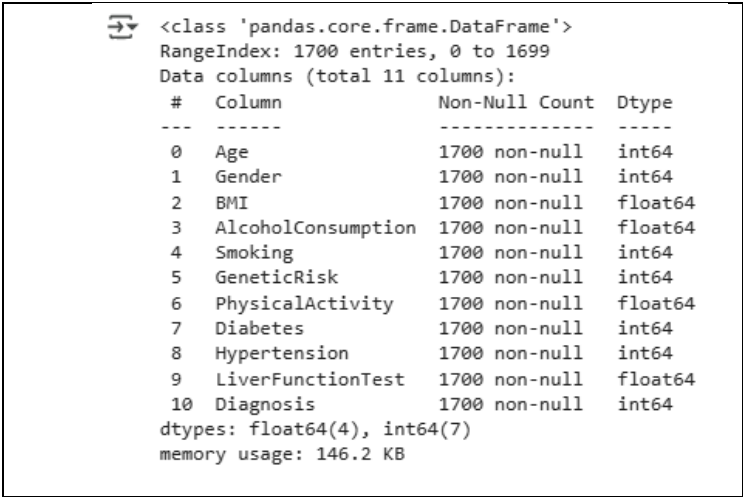 <class 'pandas.core.frame.DataFrame'>
RangeIndex: 1700 entries, 0 to 1699
Data columns (total 11 columns):
 #   Column              Non-Null Count  Dtype
---  ------              --------------  -----
 0   Age                 1700 non-null   int64
 1   Gender              1700 non-null   int64
 2   BMI                 1700 non-null   float64
 3   AlcoholConsumption  1700 non-null   float64
 4   Smoking             1700 non-null   int64
 5   GeneticRisk         1700 non-null   int64
 6   PhysicalActivity    1700 non-null   float64
 7   Diabetes            1700 non-null   int64
 8   Hypertension        1700 non-null   int64
 9   LiverFunctionTest   1700 non-null   float64
 10  Diagnosis           1700 non-null   int64
dtypes: float64(4), int64(7)
memory usage: 146.2 KB